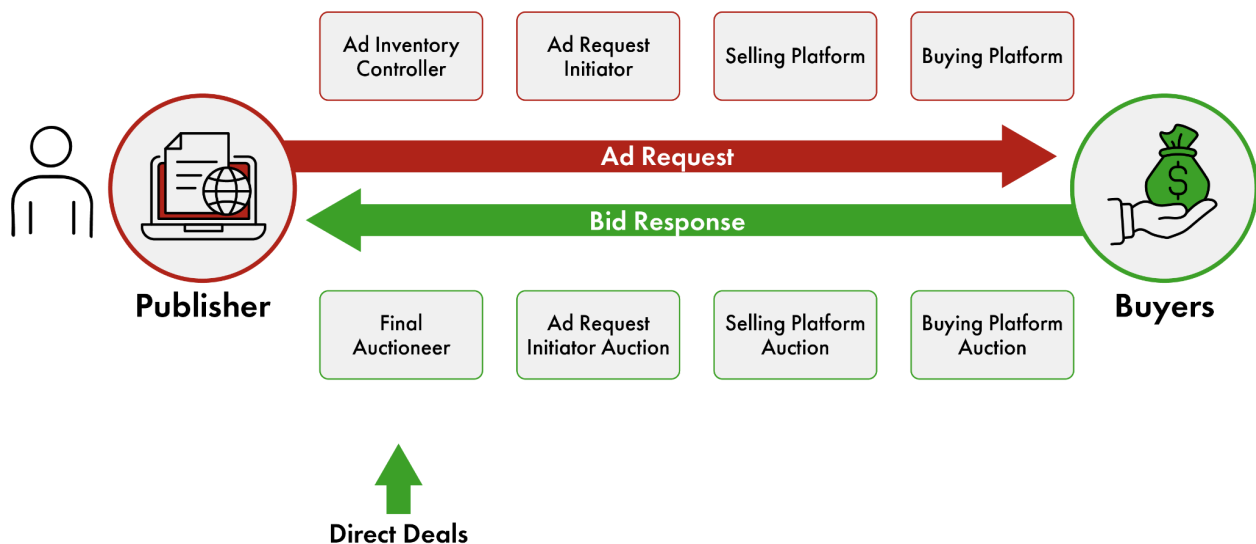 Ad Inventory
Controller
Ad Request
Initiator
Selling Platform
Buying Platform
Ad Request
$
Bid Response
Publisher
Buyers
Final
Auctioneer
Ad Request
Initiator Auction
Selling Platform
Auction
Buying Platform
Auction
Direct Deals